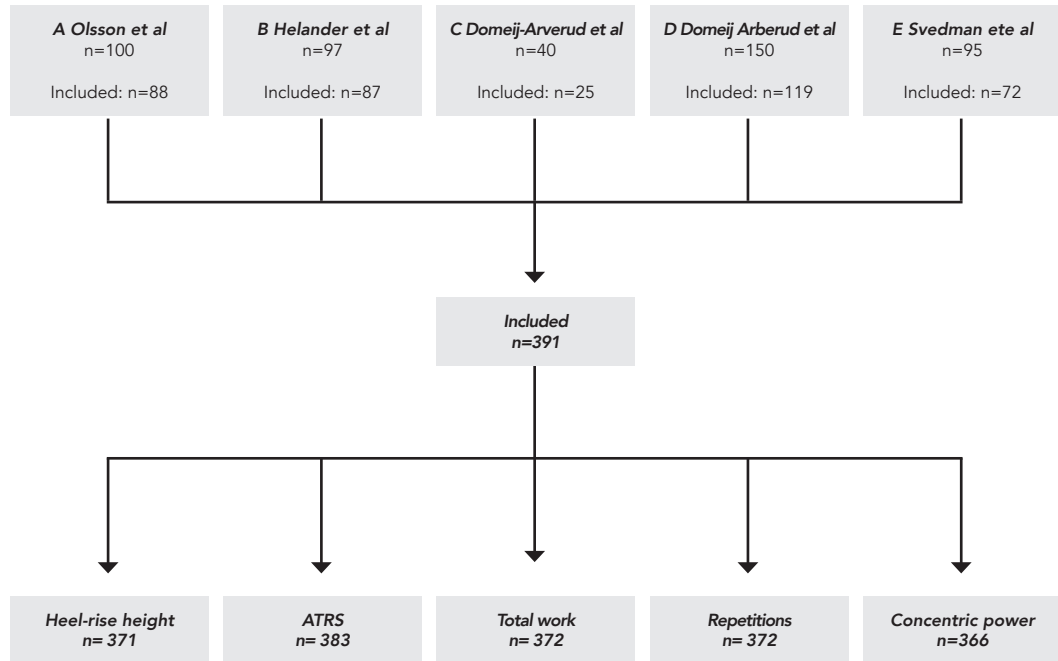 A Olsson et al
n=100
Included: n=88
B Helander et al
n=97
Included: n=87
C Domeij-Arverud et al
n=40
Included: n=25
D Domeij Arberud et al
n=150
Included: n=119
E Svedman ete al
n=95
Included: n=72
Included
n=391
Heel-rise height
n= 371
ATRS
n= 383
Total work
n= 372
Repetitions
n= 372
Concentric power
n=366